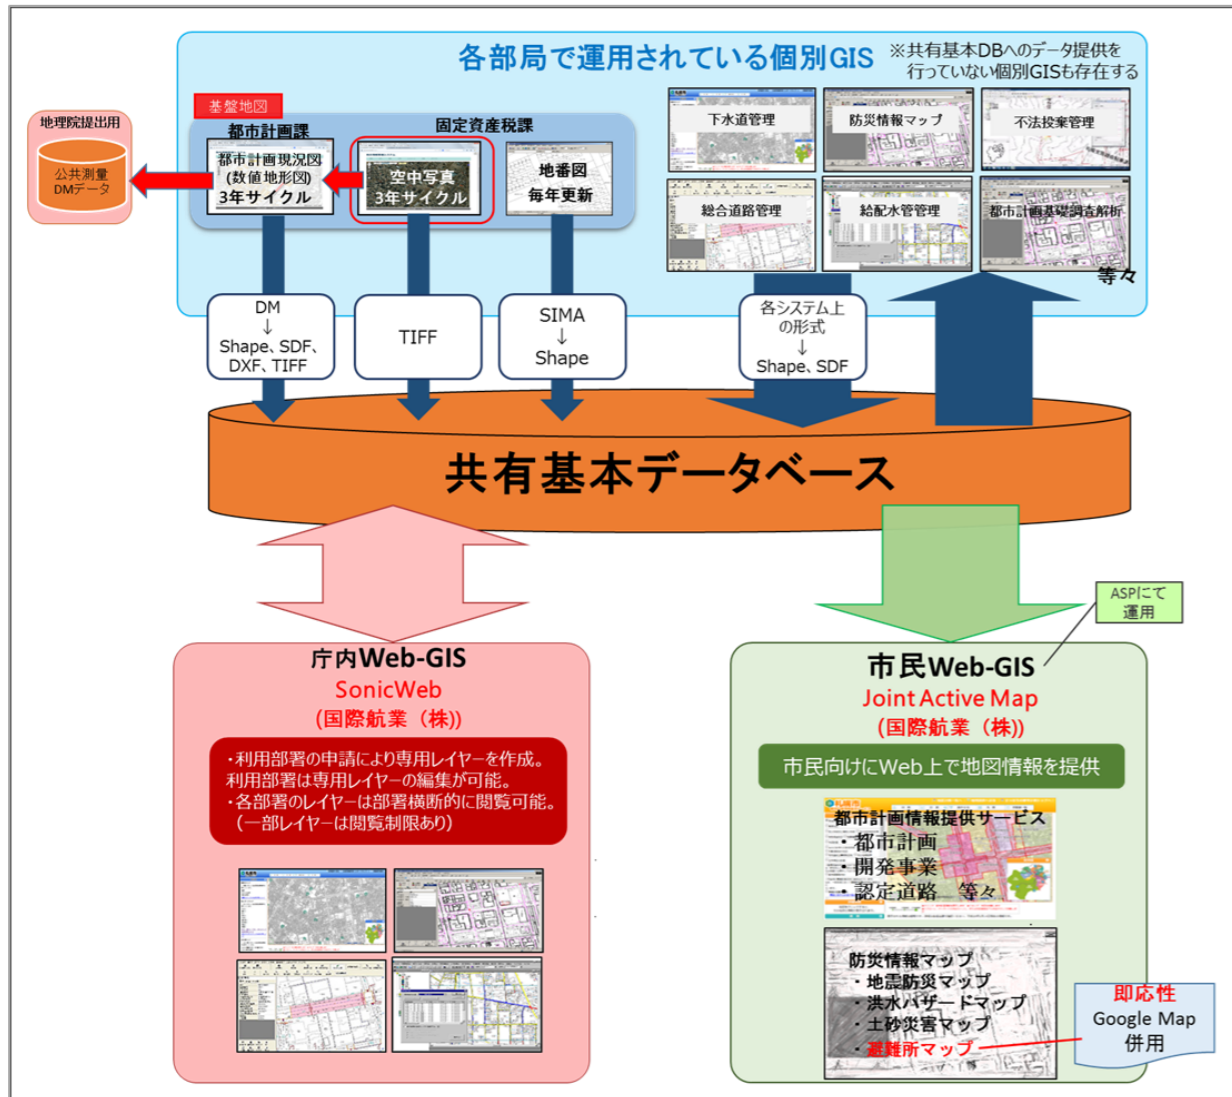 各部局で運用されている個別GIS
※共有基本DBへのデータ提供を
行っていない個別GISも存在する
基盤地図
地理院提出用
公共測量
DMデータ
都市計画課
都市計画現況図
(数値地形図)
3年サイクル
固定資産税課
空中写真
3年サイクル
地番図
毎年更新
下水道管理
防災情報マップ
不法投棄管理
総合道路管理
給配水管管理
都市計画基礎調査解析
等々
DM
↓
Shape、SDF、
DXF、TIFF
TIFF
SIMA
↓
Shape
各システム上
の形式
↓
Shape、SDF
共有基本データベース
ASPにて
運用
庁内Web-GIS
SonicWeb
(国際航業（株))
・利用部署の申請により専用レイヤーを作成。
利用部署は専用レイヤーの編集が可能。
・各部署のレイヤーは部署横断的に閲覧可能。
（一部レイヤーは閲覧制限あり）
市民Web-GIS
Joint Active Map
(国際航業（株))
市民向けにWeb上で地図情報を提供
札幌市
都市計画情報提供サービス
・都市計画
・開発事業
・認定道路　等々
防災情報マップ
・地震防災マップ
・洪水ハザードマップ
・土砂災害マップ
・避難所マップ
即応性
Google Map
併用